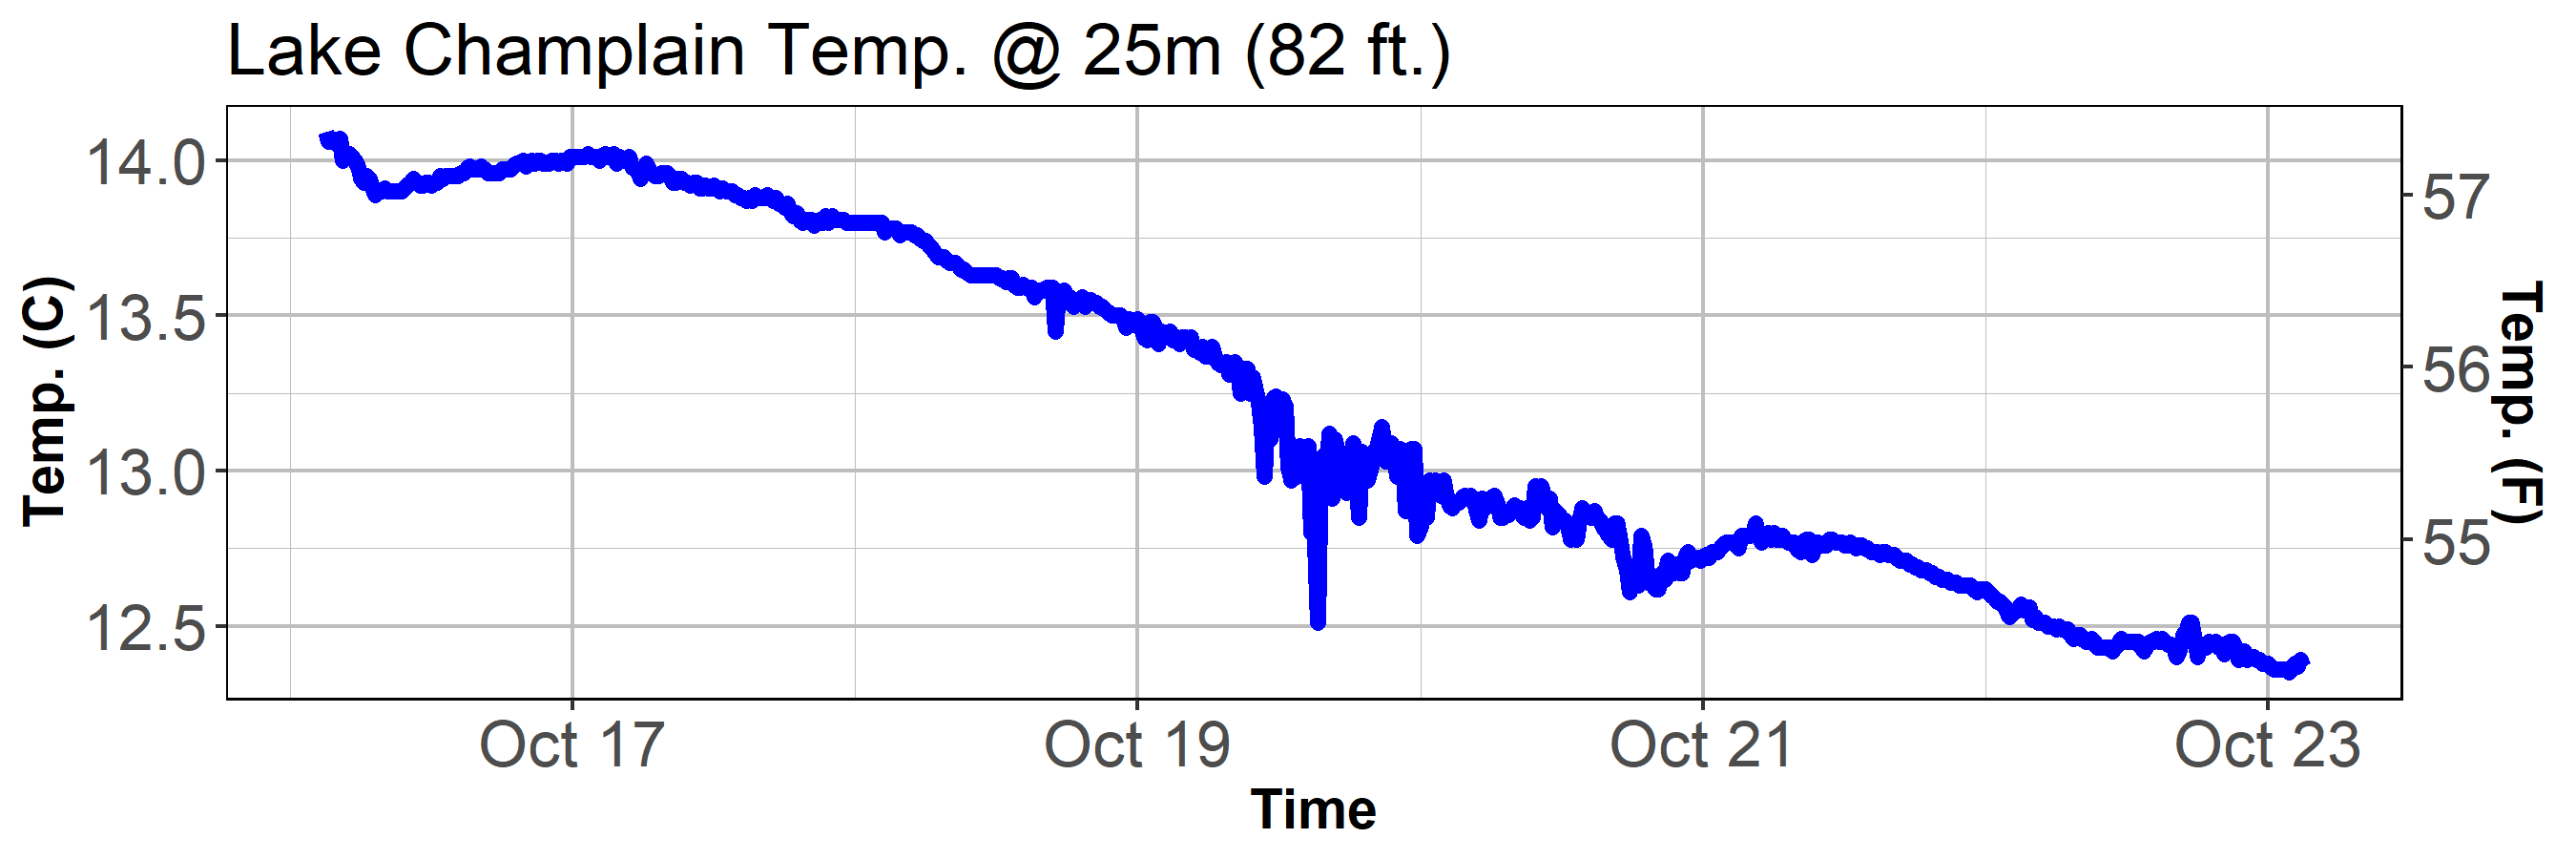 Lake Champlain Temp. @ 25m (82 ft.)
Temp. (C)
14.0
13.5
13.0
12.5
57
56
55
Temp. (F)
Oct 17
Oct 19
Oct 21
Oct 23
Time